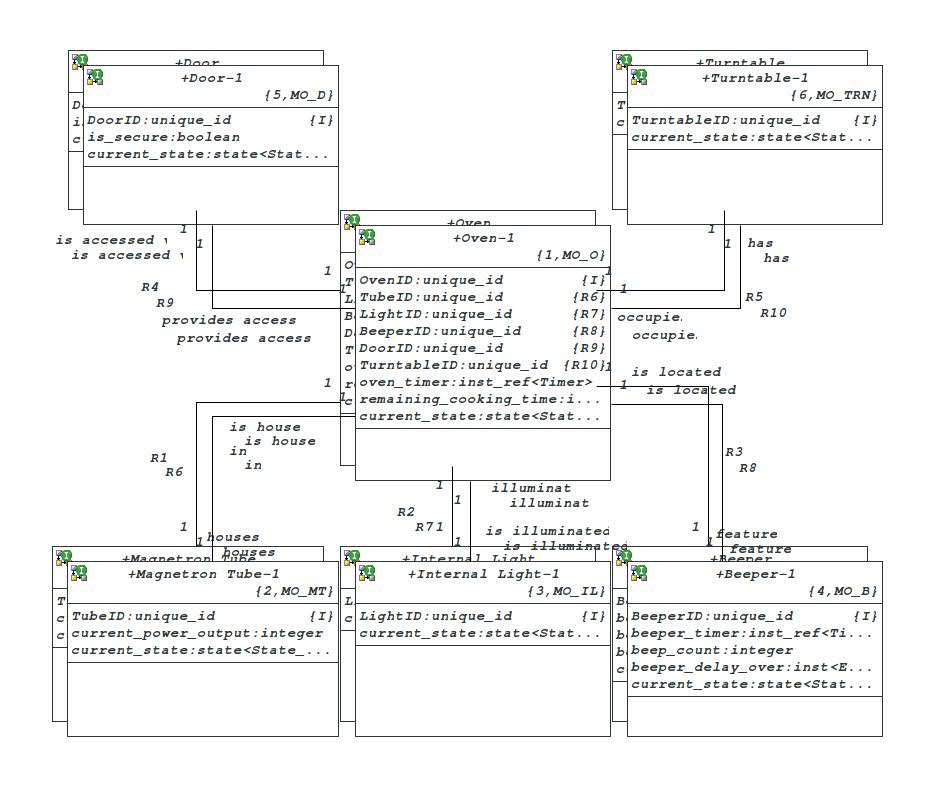 +Door
+Turntable
+Door-1
+Turntable-1
{5,MO_D}
{6,MO_TRN}
DoorID:unique_id {I}
TurntableID:unique_id {I}
is_secure:boolean
current_state:state<Stat...
current_state:state<Stat...
+Oven
1
1
is accessed
1
1
has
is accessed
has
+Oven-1
{1,MO_O}
1
1
OvenID:unique_id {I}
R4
1
TubeID:unique_id {R6}
1
R5
R9
LightID:unique_id {R7}
R10
provides access
BeeperID:unique_id {R8}
occupie
provides access
DoorID:unique_id {R9}
occupie
TurntableID:unique_id {R10}
1
is located
1
oven_timer:inst_ref<Timer>
1
is located
1
remaining_cooking_time:i...
current_state:state<Stat...
is house
is house
in
in
R1
R3
R6
R8
1
illuminat
1
illuminat
R2
R7
1
1
1
is illuminated
feature
houses
1
1
is illuminated
1
feature
houses
+Magnetron Tube
+Internal Light
+Beeper
+Magnetron Tube-1
+Internal Light-1
+Beeper-1
{2,MO_MT}
{3,MO_IL}
{4,MO_B}
TubeID:unique_id {I}
LightID:unique_id {I}
BeeperID:unique_id {I}
current_power_output:integer
current_state:state<Stat...
beeper_timer:inst_ref<Ti...
current_state:state<State_...
beep_count:integer
beeper_delay_over:inst<E...
current_state:state<Stat...